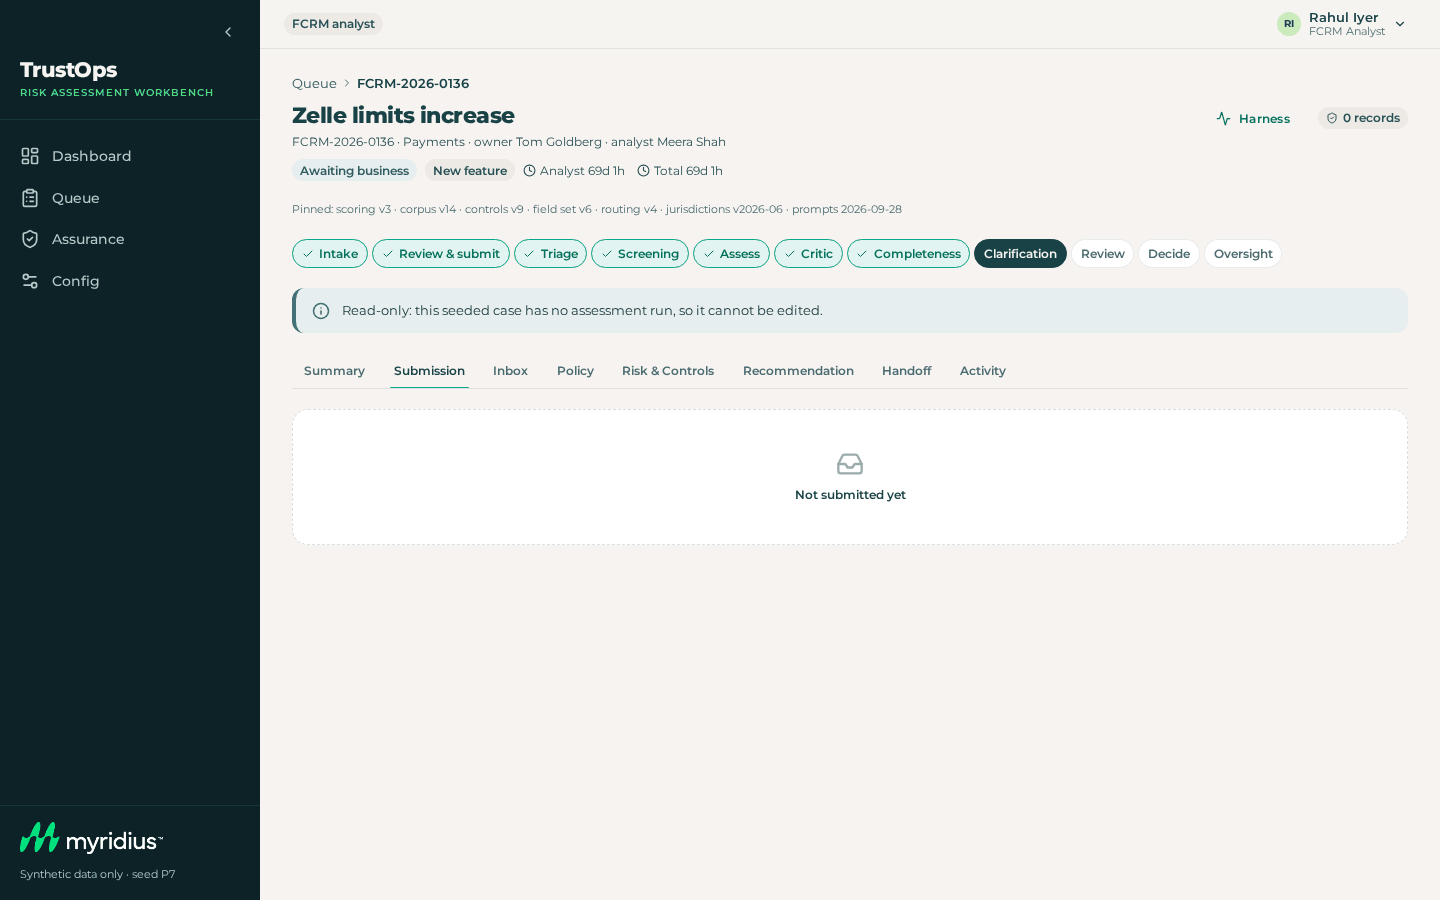 TrustOps
RISK ASSESSMENT WORKBENCH
Dashboard
Queue
Assurance
Config
myridius™
Synthetic data only · seed P7
FCRM analyst
RI
Rahul Iyer
FCRM Analyst
Queue > FCRM-2026-0136
Zelle limits increase
Harness
0 records
FCRM-2026-0136 · Payments · owner Tom Goldberg · analyst Meera Shah
Awaiting business New feature Analyst 69d 1h Total 69d 1h
Pinned: scoring v3 · corpus v14 · controls v9 · field set v6 · routing v4 · jurisdictions v2026-06 · prompts 2026-09-28
Intake Review & submit Triage Screening Assess Critic Completeness Clarification Review Decide Oversight
Read-only: this seeded case has no assessment run, so it cannot be edited.
Summary Submission Inbox Policy Risk & Controls Recommendation Handoff Activity
Not submitted yet